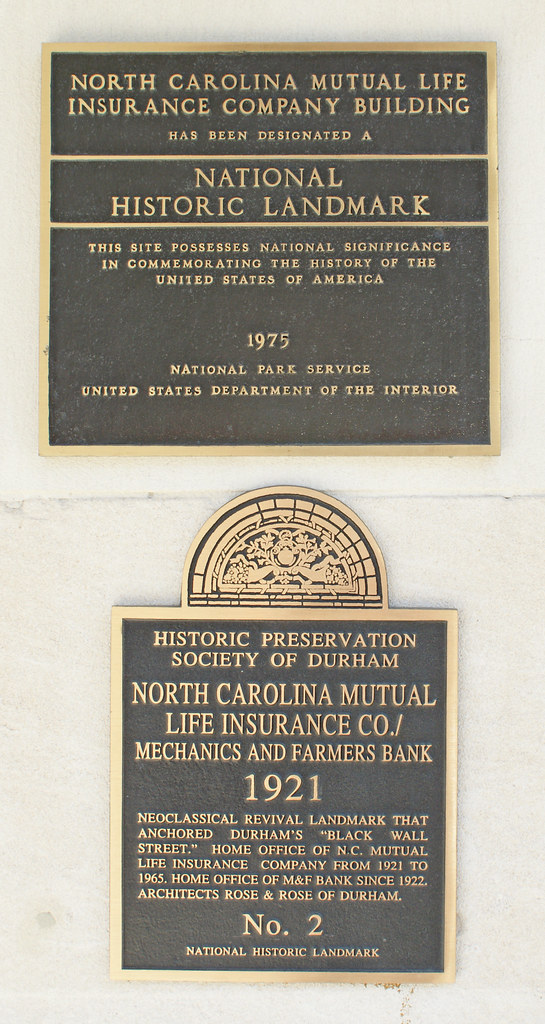 NORTH CAROLINA MUTUAL LIFE
INSURANCE COMPANY BUILDING
HAS BEEN DESIGNATED A
NATIONAL
HISTORIC LANDMARK
THIS SITE POSSESSES NATIONAL SIGNIFICANCE
IN COMMEMORATING THE HISTORY OF THE
UNITED STATES OF AMERICA
1975
NATIONAL PARK SERVICE
UNITED STATES DEPARTMENT OF THE INTERIOR
HISTORIC PRESERVATION
SOCIETY OF DURHAM
NORTH CAROLINA MUTUAL
LIFE INSURANCE CO./
MECHANICS AND FARMERS BANK
1921
NEOCLASSICAL REVIVAL LANDMARK THAT
ANCHORED DURHAM'S "BLACK WALL
STREET." HOME OFFICE OF N.C. MUTUAL
LIFE INSURANCE COMPANY FROM 1921 TO
1965. HOME OFFICE OF M&F BANK SINCE 1922.
ARCHITECTS ROSE & ROSE OF DURHAM.
No. 2
NATIONAL HISTORIC LANDMARK